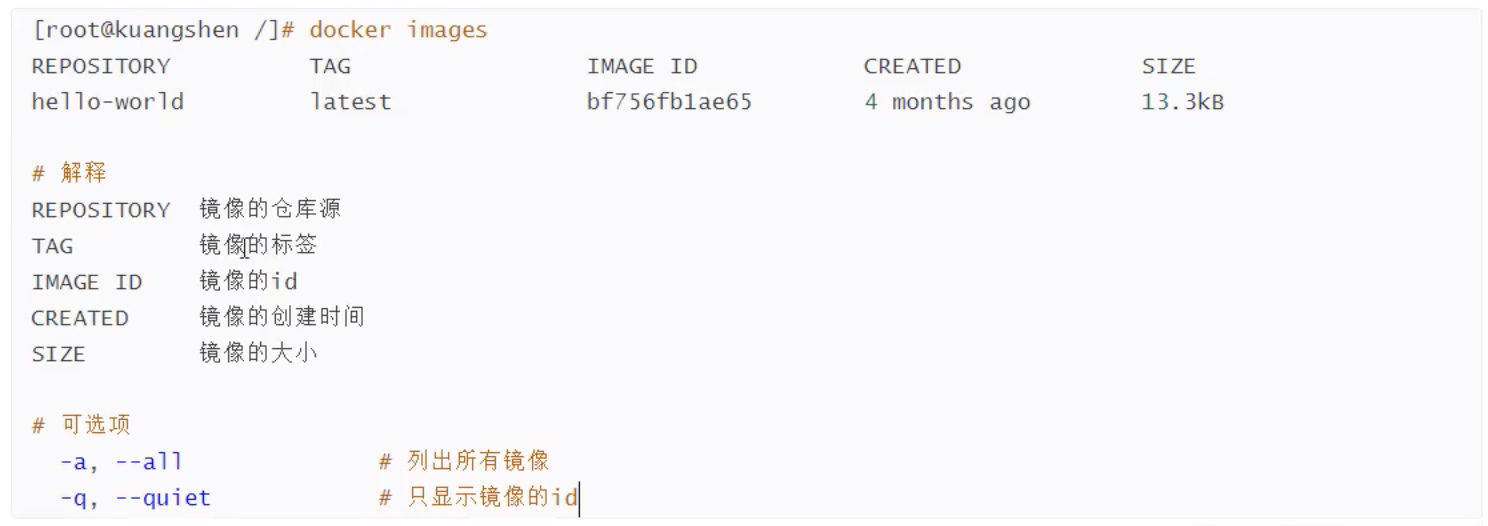 [root@kuangshen /]# docker images
REPOSITORY TAG IMAGE ID CREATED SIZE
hello-world latest bf756fb1ae65 4 months ago 13.3kB
# 解释
REPOSITORY 镜像的仓库源
TAG 镜像的标签
IMAGE ID 镜像的id
CREATED 镜像的创建时间
SIZE 镜像的大小
# 可选项
-a, --all # 列出所有镜像
-q, --quiet # 只显示镜像的id